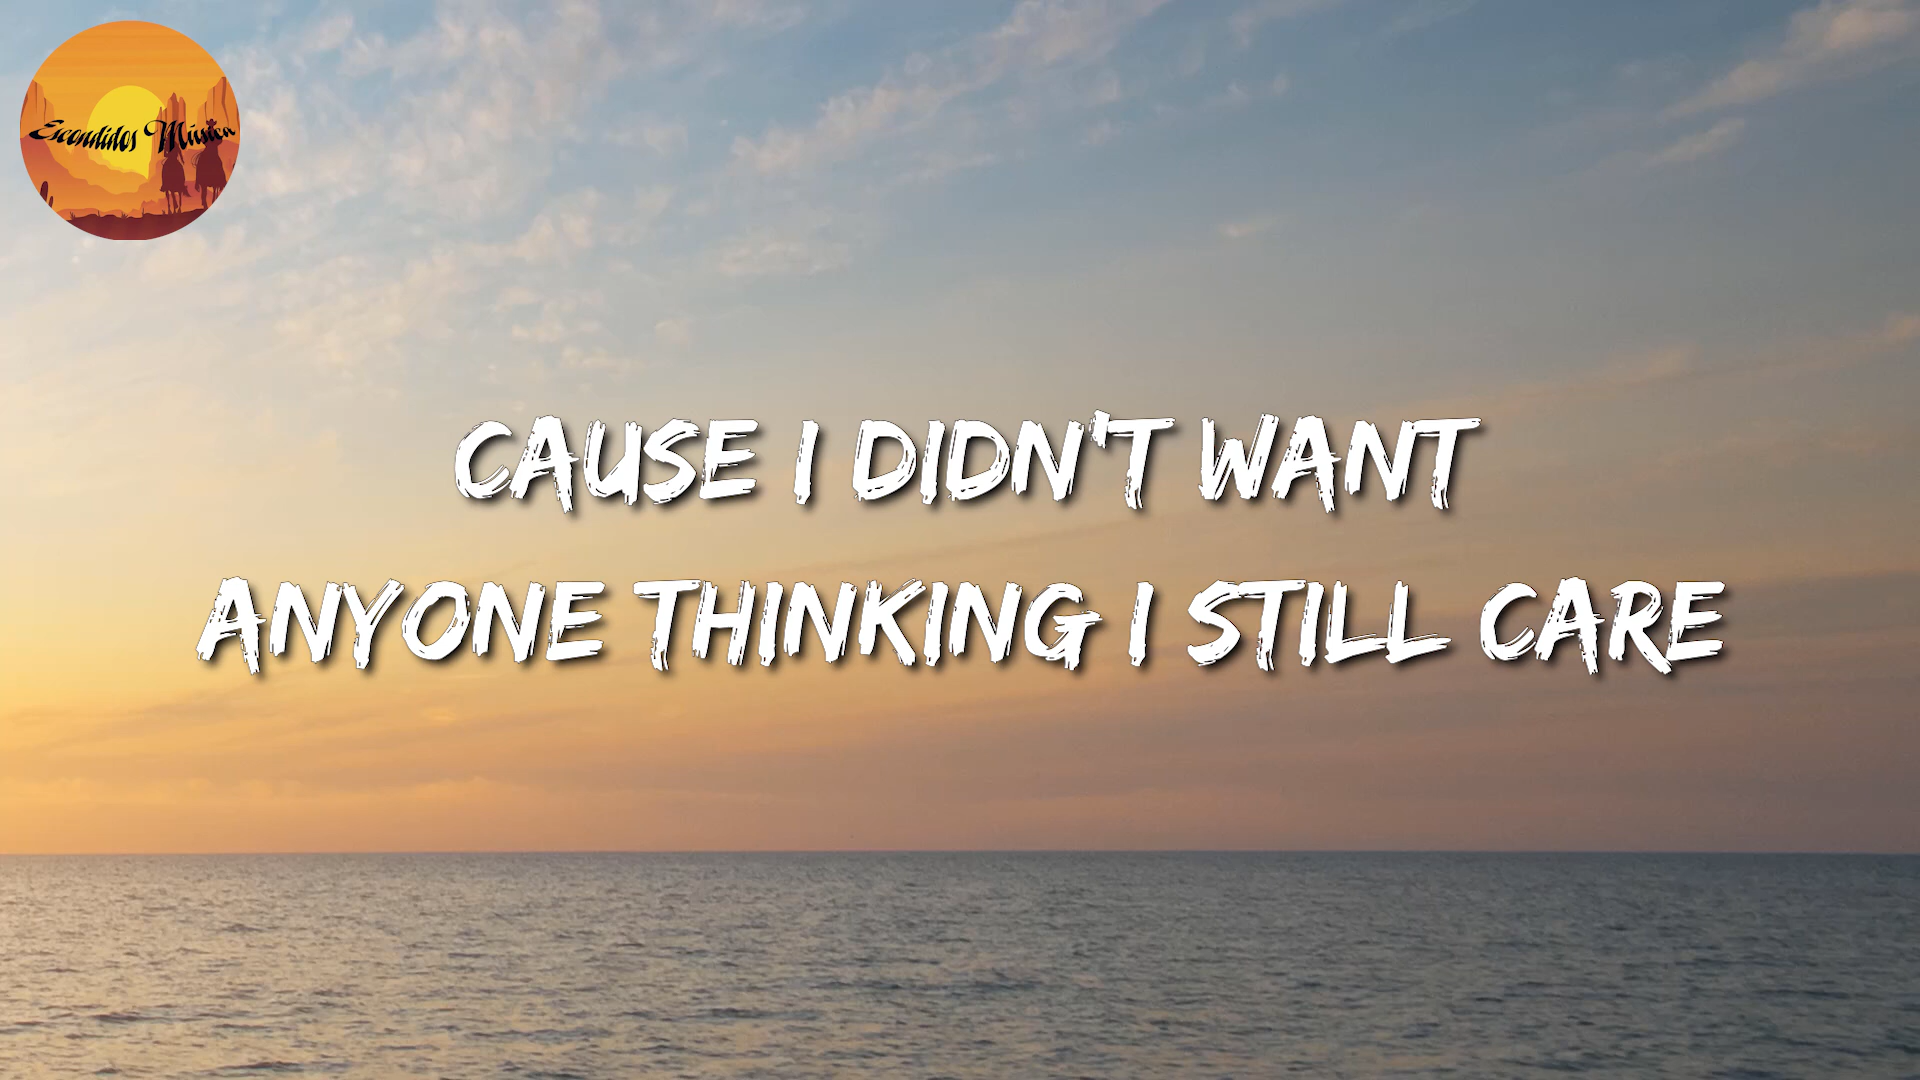 Escondidos Música
CAUSE I DIDN'T WANT
ANYONE THINKING I STILL CARE